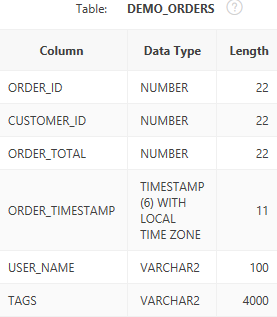 Table: DEMO_ORDERS ?
Column Data Type Length
ORDER_ID NUMBER 22
CUSTOMER_ID NUMBER 22
ORDER_TOTAL NUMBER 22
ORDER_TIMESTAMP TIMESTAMP (6) WITH LOCAL TIME ZONE 11
USER_NAME VARCHAR2 100
TAGS VARCHAR2 4000